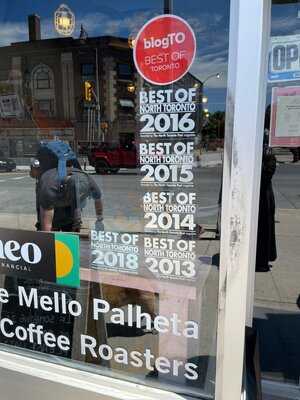 blogTO
BEST OF
TORONTO
BEST OF
NORTH TORONTO
2016
BEST OF
NORTH TORONTO
2015
BEST OF
NORTH TORONTO
2014
BEST OF
NORTH TORONTO
2018
BEST OF
NORTH TORONTO
2013
OP
neo
FINANCIAL
e Mello Palheta
Coffee Roasters